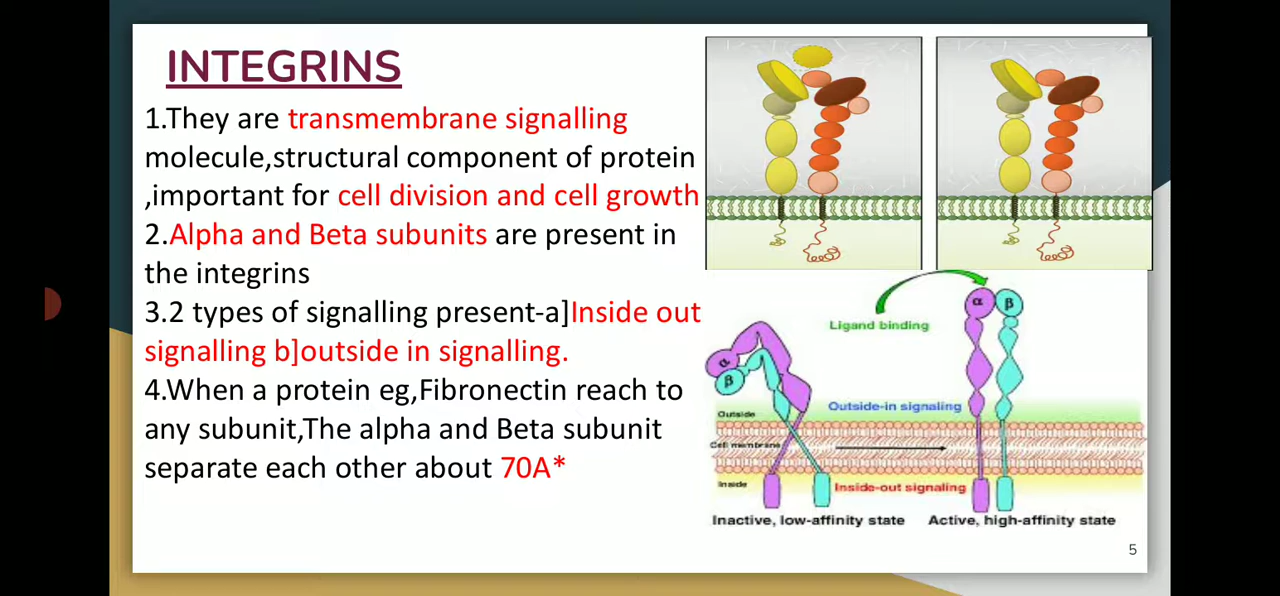 INTEGRINS
1.They are transmembrane signalling
molecule,structural component of protein
,important for cell division and cell growth
2.Alpha and Beta subunits are present in
the integrins
3.2 types of signalling present-a]Inside out
signalling b]outside in signalling.
4.When a protein eg,Fibronectin reach to
any subunit,The alpha and Beta subunit
separate each other about 70A*
α β
Ligand binding
α
β
Outside-in signaling
Outside
Cell membrane
Inside
Inside-out signaling
Inactive, low-affinity state Active, high-affinity state
5